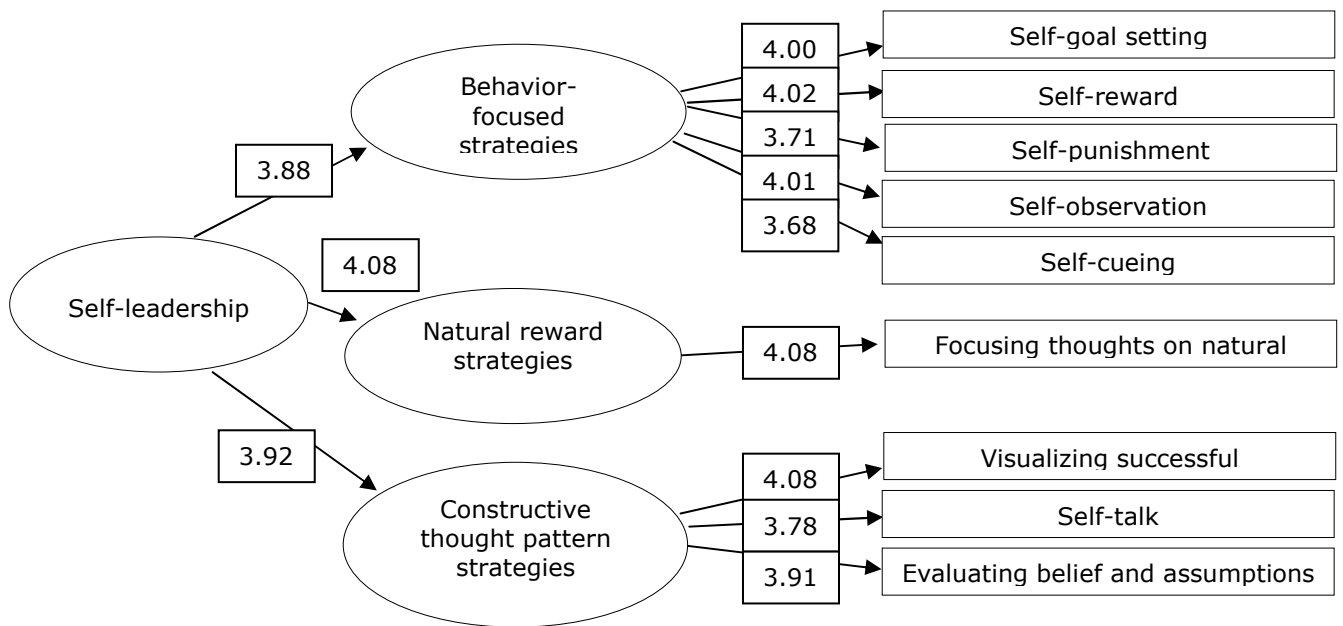 Self-leadership
3.88
4.08
3.92
Behavior-
focused
strategies
4.00
4.02
3.71
4.01
3.68
Self-goal setting
Self-reward
Self-punishment
Self-observation
Self-cueing
Natural reward
strategies
4.08
Focusing thoughts on natural
Constructive
thought pattern
strategies
4.08
3.78
3.91
Visualizing successful
Self-talk
Evaluating belief and assumptions